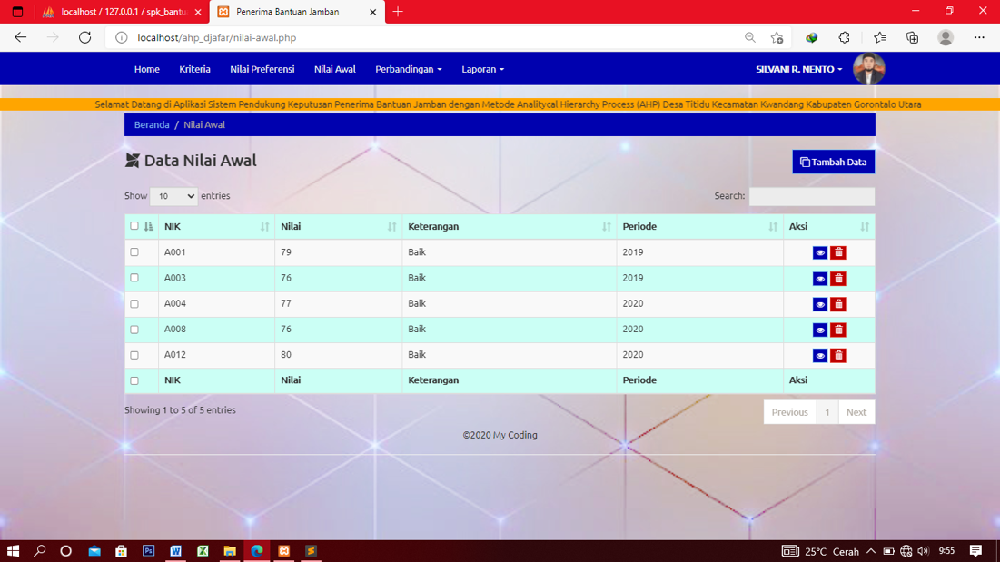 localhost / 127.0.0.1 / spk_bantu
Penerima Bantuan Jamban
localhost/ahp_djafar/nilai-awal.php
Home Kriteria Nilai Preferensi Nilai Awal Perbandingan Laporan SILVANI R. NENTO
Selamat Datang di Aplikasi Sistem Pendukung Keputusan Penerima Bantuan Jamban dengan Metode Analitycal Hierarchy Process (AHP) Desa Titidu Kecamatan Kwandang Kabupaten Gorontalo Utara
Beranda / Nilai Awal
Data Nilai Awal
Tambah Data
Show 10 entries Search:
NIK Nilai Keterangan Periode Aksi
A001 79 Baik 2019
A003 76 Baik 2019
A004 77 Baik 2020
A008 76 Baik 2020
A012 80 Baik 2020
NIK Nilai Keterangan Periode Aksi
Showing 1 to 5 of 5 entries Previous 1 Next
©2020 My Coding
Ps W 25°C Cerah 9:55